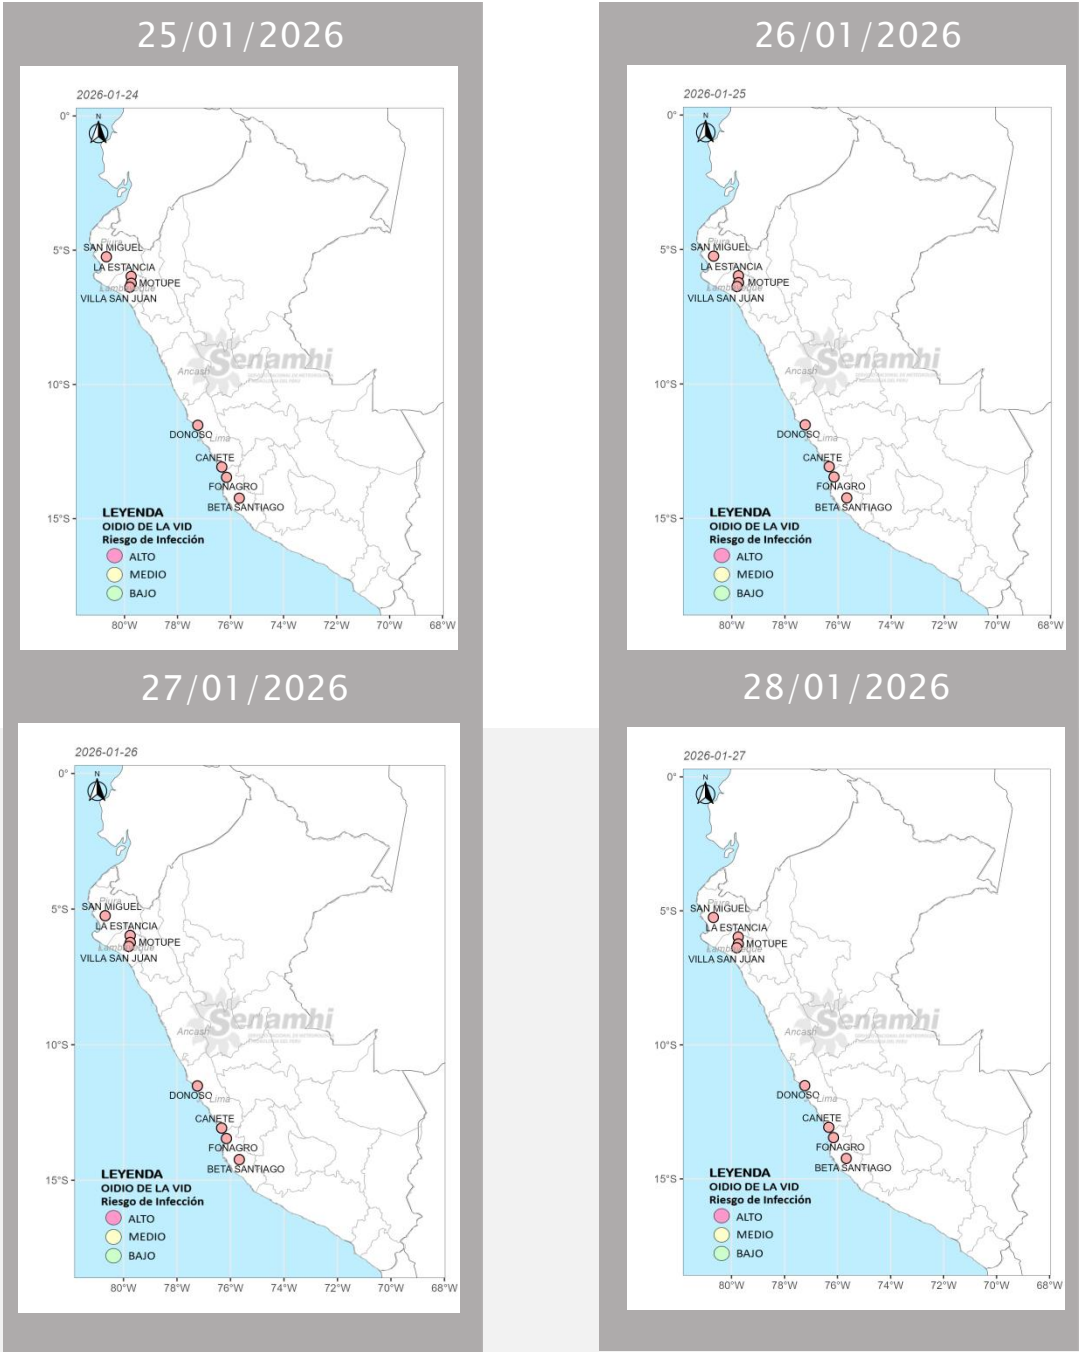 25/01/2026
2026-01-24
0°
N
Piura
5°S
SAN MIGUEL
LA ESTANCIA
MOTUPE
Lambayeque
VILLA SAN JUAN
Senamhi
Ancash
10°S
DONOSO
Lima
CANETE
FONAGRO
BETA SANTIAGO
LEYENDA
15°S
OIDIO DE LA VID
Riesgo de Infección
ALTO
MEDIO
BAJO
80°W 78°W 76°W 74°W 72°W 70°W 68°W
26/01/2026
2026-01-25
0°
N
Piura
5°S
SAN MIGUEL
LA ESTANCIA
MOTUPE
Lambayeque
VILLA SAN JUAN
Senamhi
Ancash
10°S
DONOSO
Lima
CANETE
FONAGRO
BETA SANTIAGO
LEYENDA
15°S
OIDIO DE LA VID
Riesgo de Infección
ALTO
MEDIO
BAJO
80°W 78°W 76°W 74°W 72°W 70°W 68°W
27/01/2026
2026-01-26
0°
N
Piura
5°S
SAN MIGUEL
LA ESTANCIA
MOTUPE
Lambayeque
VILLA SAN JUAN
Senamhi
Ancash
10°S
DONOSO
Lima
CANETE
FONAGRO
BETA SANTIAGO
LEYENDA
15°S
OIDIO DE LA VID
Riesgo de Infección
ALTO
MEDIO
BAJO
80°W 78°W 76°W 74°W 72°W 70°W 68°W
28/01/2026
2026-01-27
0°
N
Piura
5°S
SAN MIGUEL
LA ESTANCIA
MOTUPE
Lambayeque
VILLA SAN JUAN
Senamhi
Ancash
10°S
DONOSO
Lima
CANETE
FONAGRO
BETA SANTIAGO
LEYENDA
15°S
OIDIO DE LA VID
Riesgo de Infección
ALTO
MEDIO
BAJO
80°W 78°W 76°W 74°W 72°W 70°W 68°W